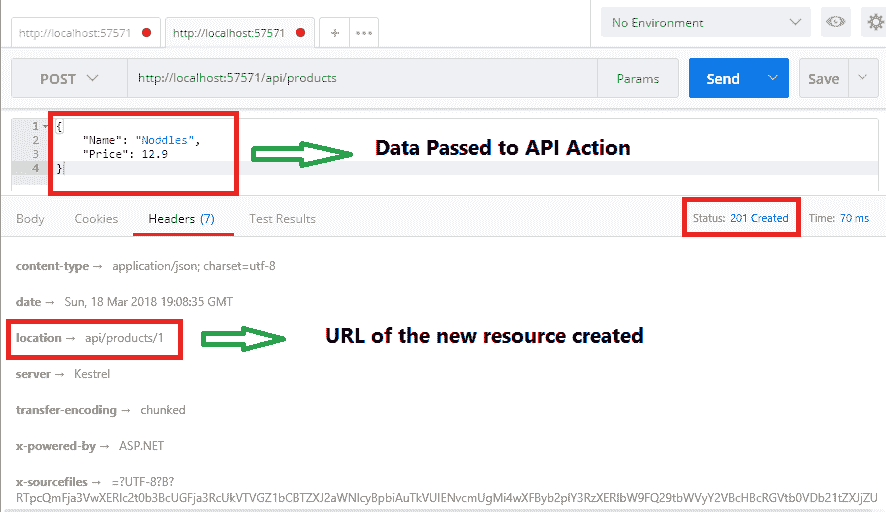 http://localhost:57571 http://localhost:57571 + ••• No Environment
POST http://localhost:57571/api/products Params Send Save
1 {
2 "Name": "Noddles",
3 "Price": 12.9
4 }
Data Passed to API Action
Body Cookies Headers (7) Test Results Status: 201 Created Time: 70 ms
content-type → application/json; charset=utf-8
date → Sun, 18 Mar 2018 19:08:35 GMT
location → api/products/1
URL of the new resource created
server → Kestrel
transfer-encoding → chunked
x-powered-by → ASP.NET
x-sourcefiles → =?UTF-8?B?